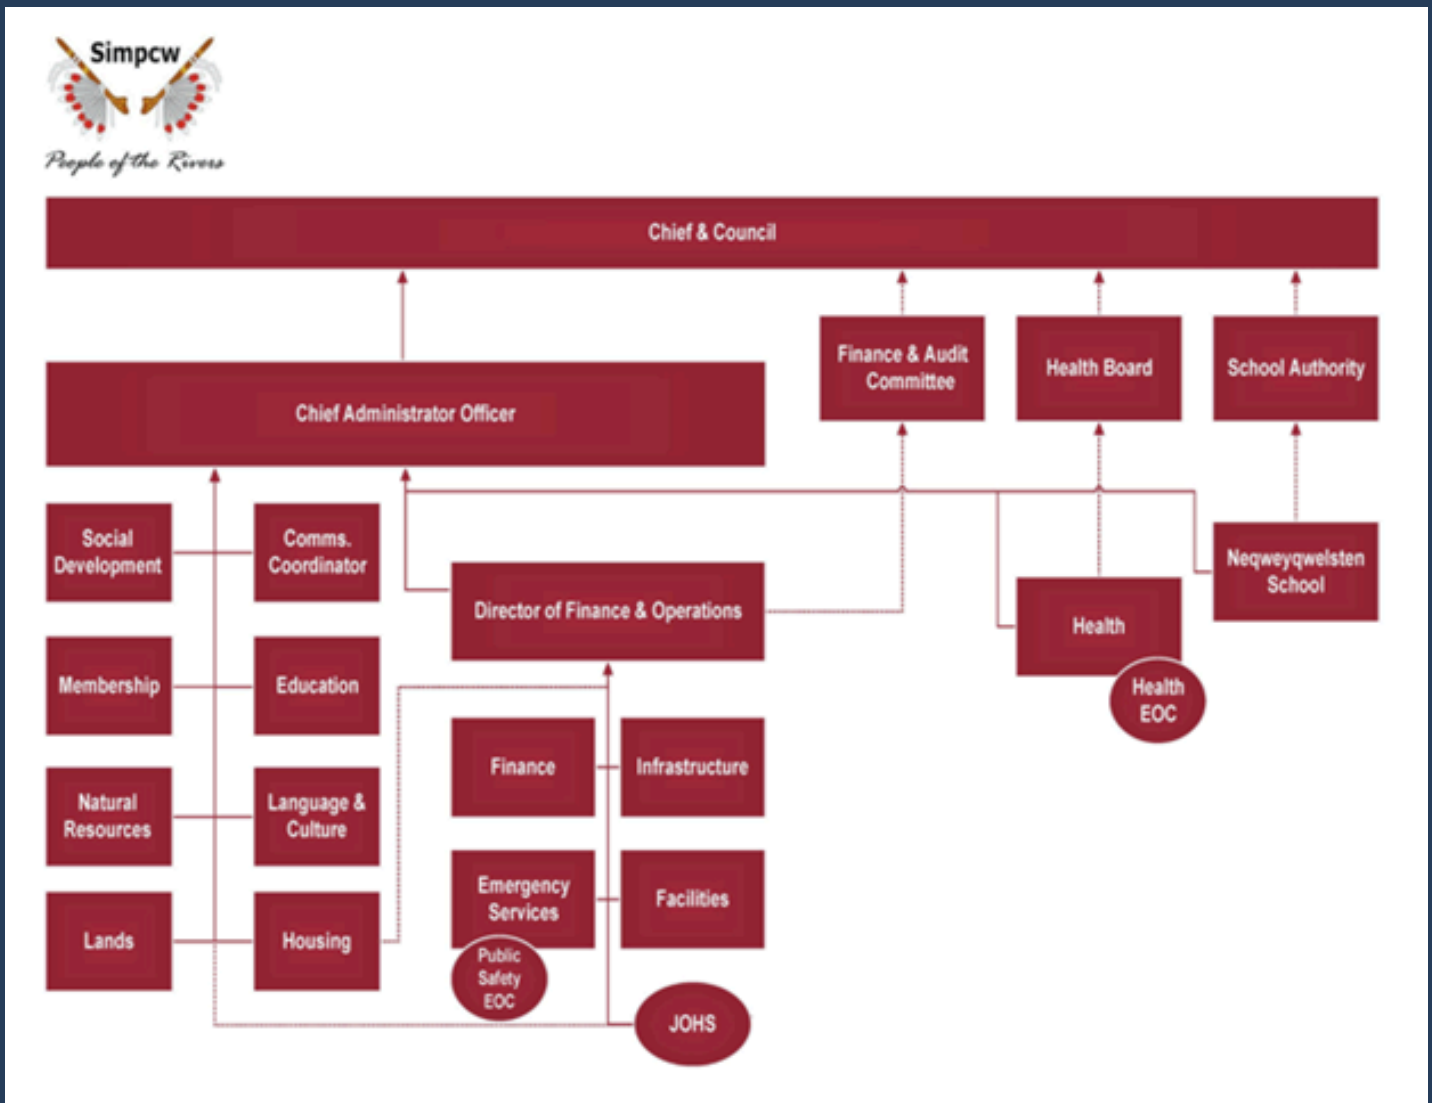 Simpcw
People of the Rivers
Chief & Council
Finance & Audit
Committee
Health Board
School Authority
Chief Administrator Officer
Social
Development
Comms.
Coordinator
Director of Finance & Operations
Neqweyqwelsten
School
Health
Health
EOC
Membership
Education
Finance
Infrastructure
Natural
Resources
Language &
Culture
Emergency
Services
Facilities
Lands
Housing
Public
Safety
EOC
JOHS